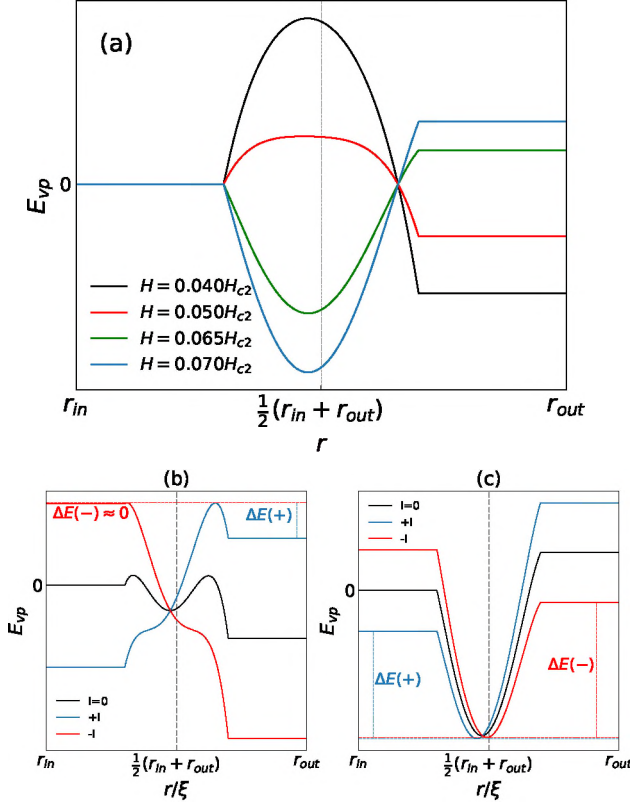 (a)
E_vp
0
H = 0.040H_c2
H = 0.050H_c2
H = 0.065H_c2
H = 0.070H_c2
r_in
1/2(r_in + r_out)
r_out
r
(b)
ΔE(−) ≈ 0
ΔE(+)
0
E_vp
l=0
+l
-l
r_in
1/2(r_in + r_out)
r_out
r/ξ
(c)
l=0
+l
-l
0
E_vp
ΔE(+)
ΔE(−)
r_in
1/2(r_in + r_out)
r_out
r/ξ